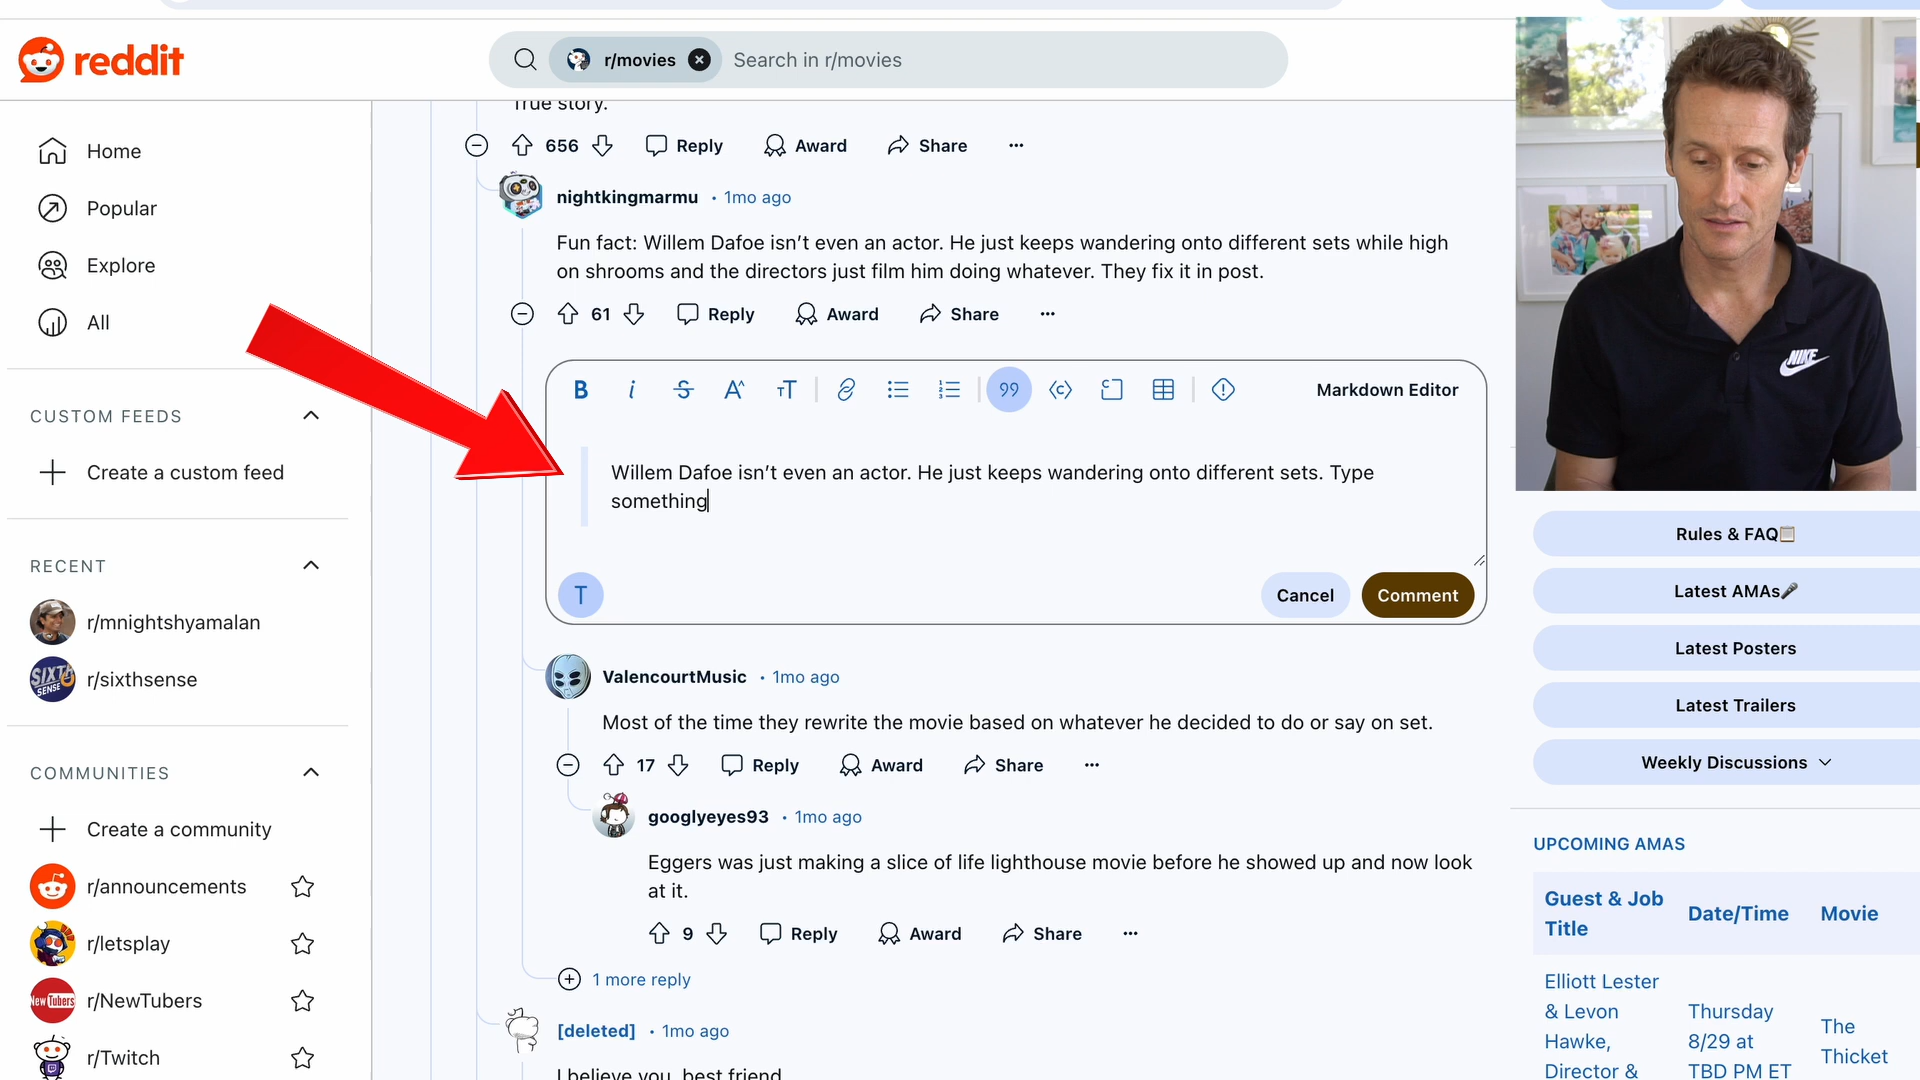 reddit
r/movies
Search in r/movies
Home
Popular
Explore
All
CUSTOM FEEDS
Create a custom feed
RECENT
r/mnightshyamalan
SIXTH
SENSE
r/sixthsense
COMMUNITIES
Create a community
r/announcements
r/letsplay
New Tubers
r/NewTubers
r/Twitch
True story.
656
Reply
Award
Share
nightkingmarmu • 1mo ago
Fun fact: Willem Dafoe isn’t even an actor. He just keeps wandering onto different sets while high
on shrooms and the directors just film him doing whatever. They fix it in post.
61
Reply
Award
Share
Markdown Editor
Willem Dafoe isn’t even an actor. He just keeps wandering onto different sets. Type
something
T
Cancel
Comment
ValencourtMusic • 1mo ago
Most of the time they rewrite the movie based on whatever he decided to do or say on set.
17
Reply
Award
Share
googlyeyes93 • 1mo ago
Eggers was just making a slice of life lighthouse movie before he showed up and now look
at it.
9
Reply
Award
Share
1 more reply
[deleted] • 1mo ago
I believe you, best friend
NIKE
Rules & FAQ
Latest AMAs
Latest Posters
Latest Trailers
Weekly Discussions
UPCOMING AMAS
Guest & Job
Title
Date/Time
Movie
Elliott Lester
& Levon
Hawke,
Director &
Thursday
8/29 at
TBD PM ET
The
Thicket